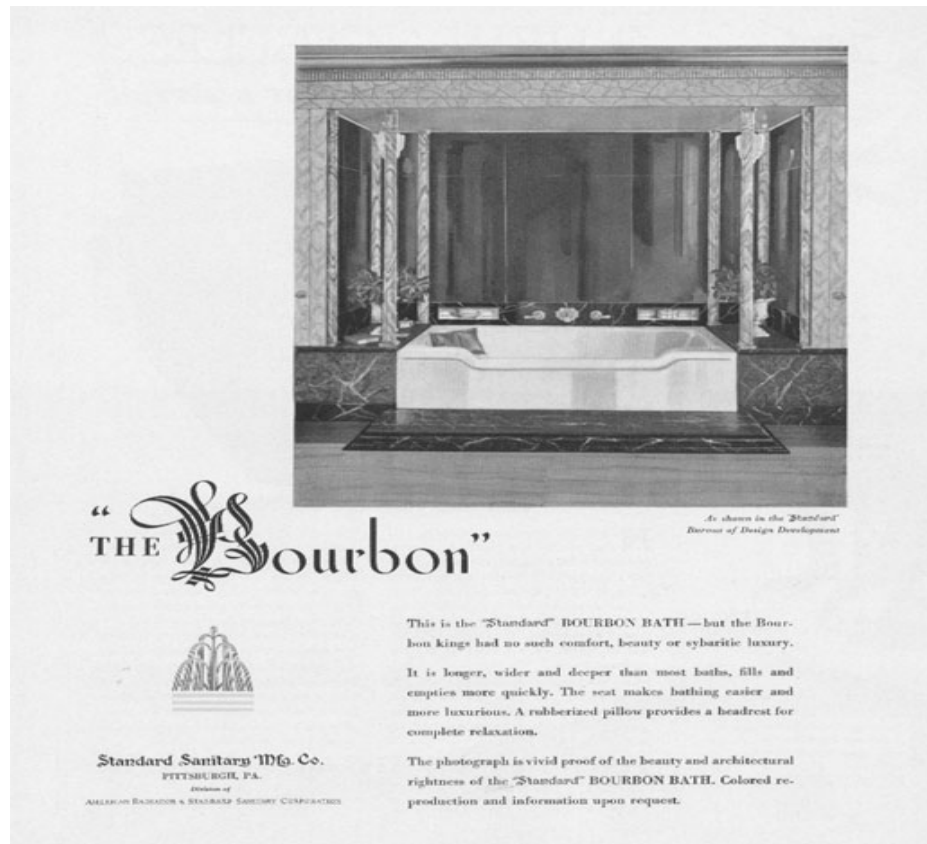 As shown in the "Standard"
Bureau of Design Development
"THE Bourbon"
This is the "Standard" BOURBON BATH — but the Bour-
bon kings had no such comfort, beauty or sybaritic luxury.
It is longer, wider and deeper than most baths, fills and
empties more quickly. The seat makes bathing easier and
more luxurious. A rubberized pillow provides a headrest for
complete relaxation.
The photograph is vivid proof of the beauty and architectural
rightness of the "Standard" BOURBON BATH. Colored re-
production and information upon request.
Standard Sanitary Mfg. Co.
PITTSBURGH, PA.
Division of
AMERICAN RADIATOR & STANDARD SANITARY CORPORATION